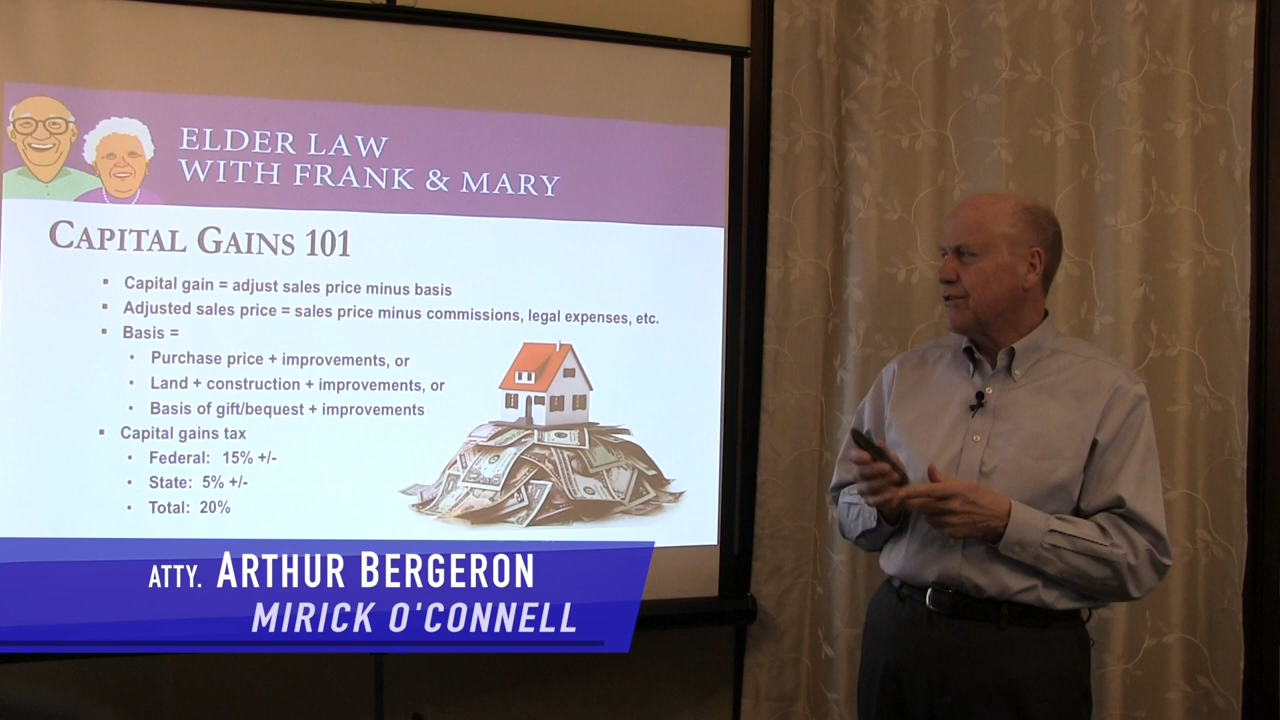 ELDER LAW
WITH FRANK & MARY
CAPITAL GAINS 101
▪ Capital gain = adjust sales price minus basis
▪ Adjusted sales price = sales price minus commissions, legal expenses, etc.
▪ Basis =
• Purchase price + improvements, or
• Land + construction + improvements, or
• Basis of gift/bequest + improvements
▪ Capital gains tax
• Federal: 15% +/-
• State: 5% +/-
• Total: 20%
ATTY. ARTHUR BERGERON
MIRICK O'CONNELL